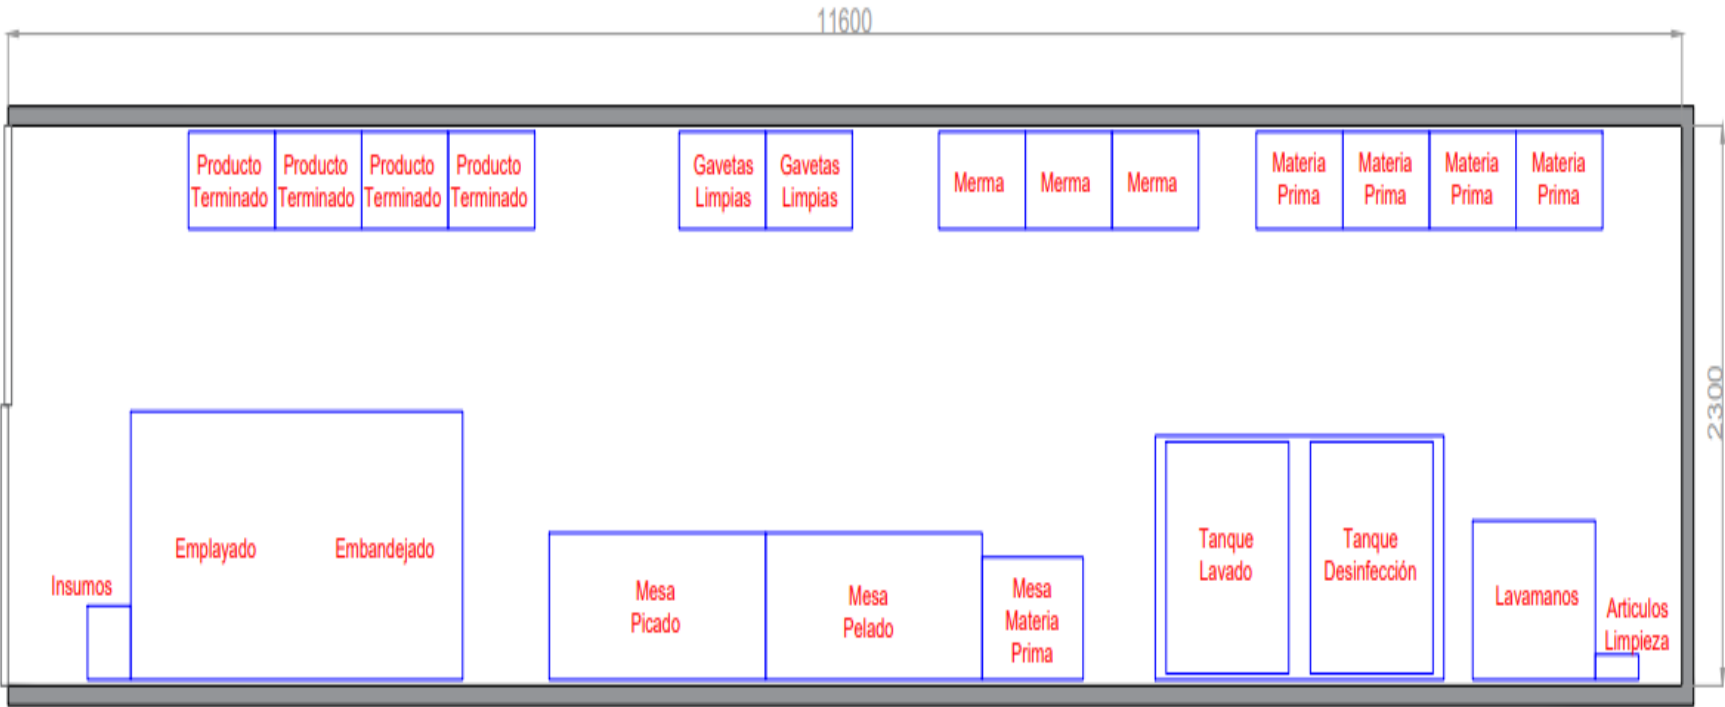 11600
Producto
Terminado
Producto
Terminado
Producto
Terminado
Producto
Terminado
Gavetas
Limpias
Gavetas
Limpias
Merma
Merma
Merma
Materia
Prima
Materia
Prima
Materia
Prima
Materia
Prima
2300
Insumos
Emplayado
Embandejado
Mesa
Picado
Mesa
Pelado
Mesa
Materia
Prima
Tanque
Lavado
Tanque
Desinfección
Lavamanos
Articulos
Limpieza